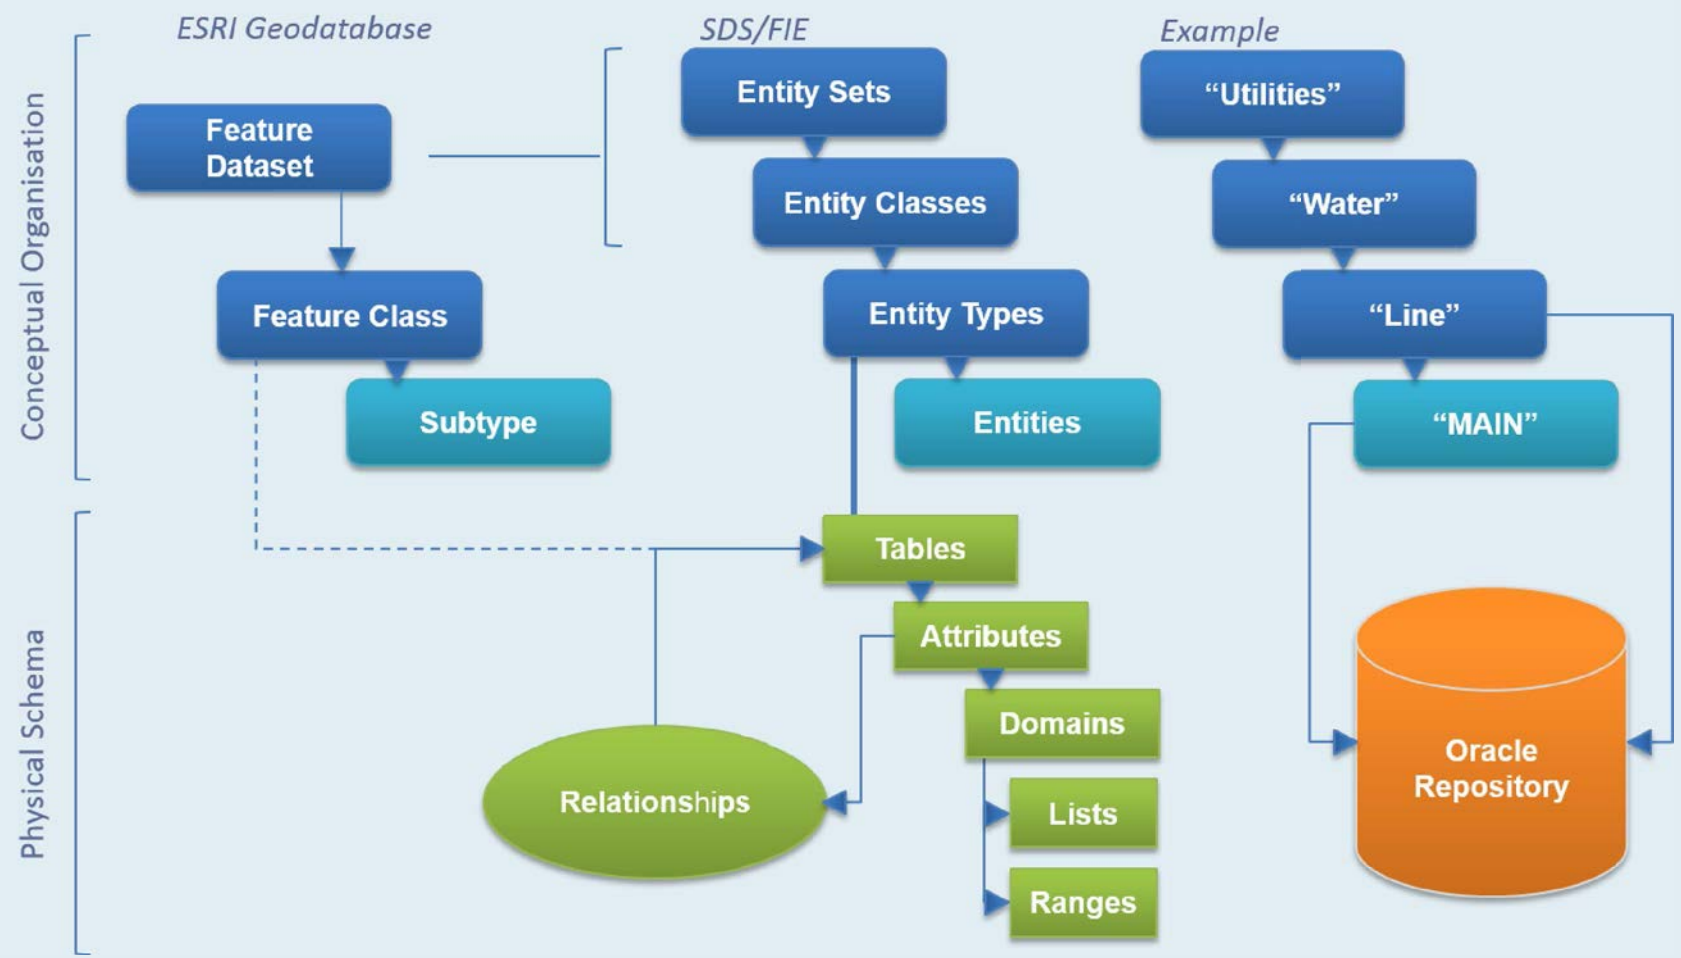 ESRI Geodatabase
SDS/FIE
Example
Conceptual Organisation
Feature
Dataset
Feature Class
Subtype
Entity Sets
Entity Classes
Entity Types
Entities
“Utilities”
“Water”
“Line”
“MAIN”
Physical Schema
Tables
Attributes
Domains
Lists
Ranges
Relationships
Oracle
Repository